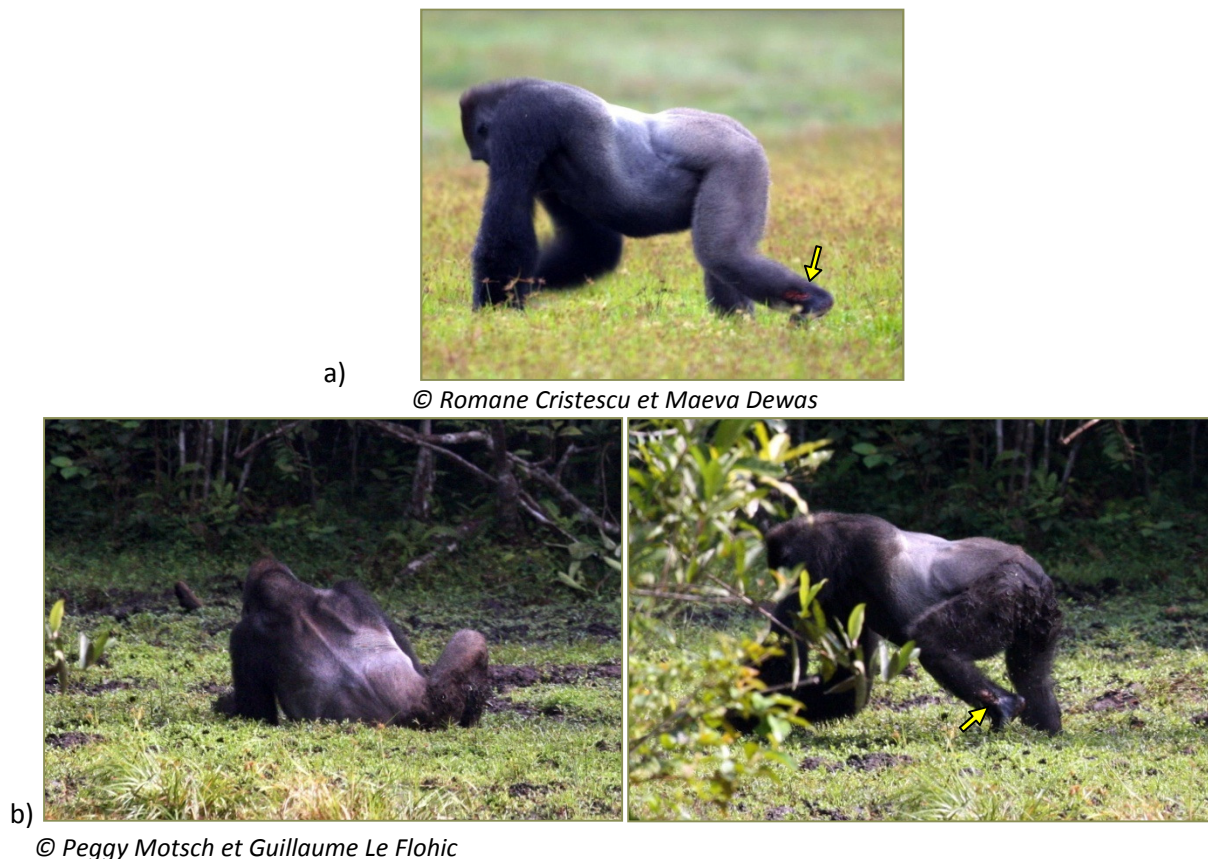 a)
© Romane Cristescu et Maeva Dewas
b)
© Peggy Motsch et Guillaume Le Flohic